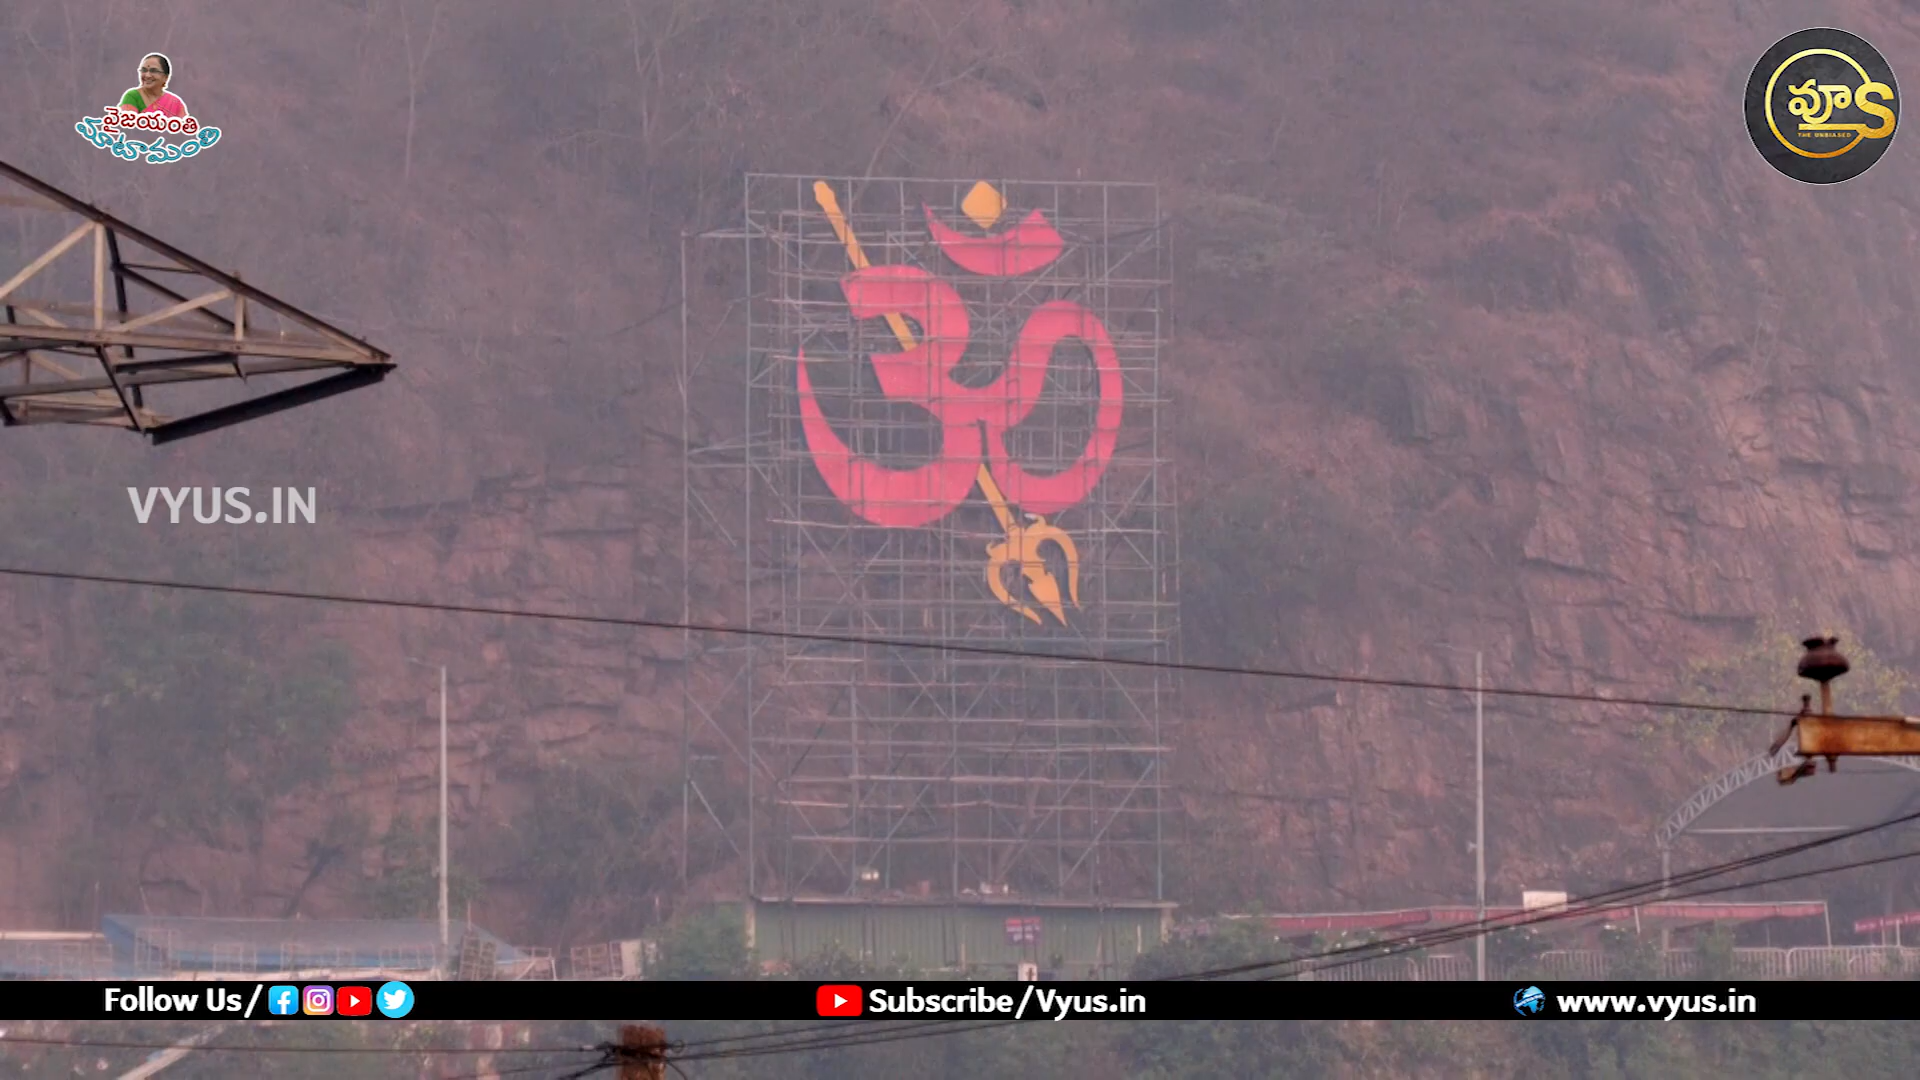 వైజయంతి
పూటామంతి
వ్యూs
THE UNBIASED
ॐ
VYUS.IN
Follow Us/
Subscribe/Vyus.in
www.vyus.in